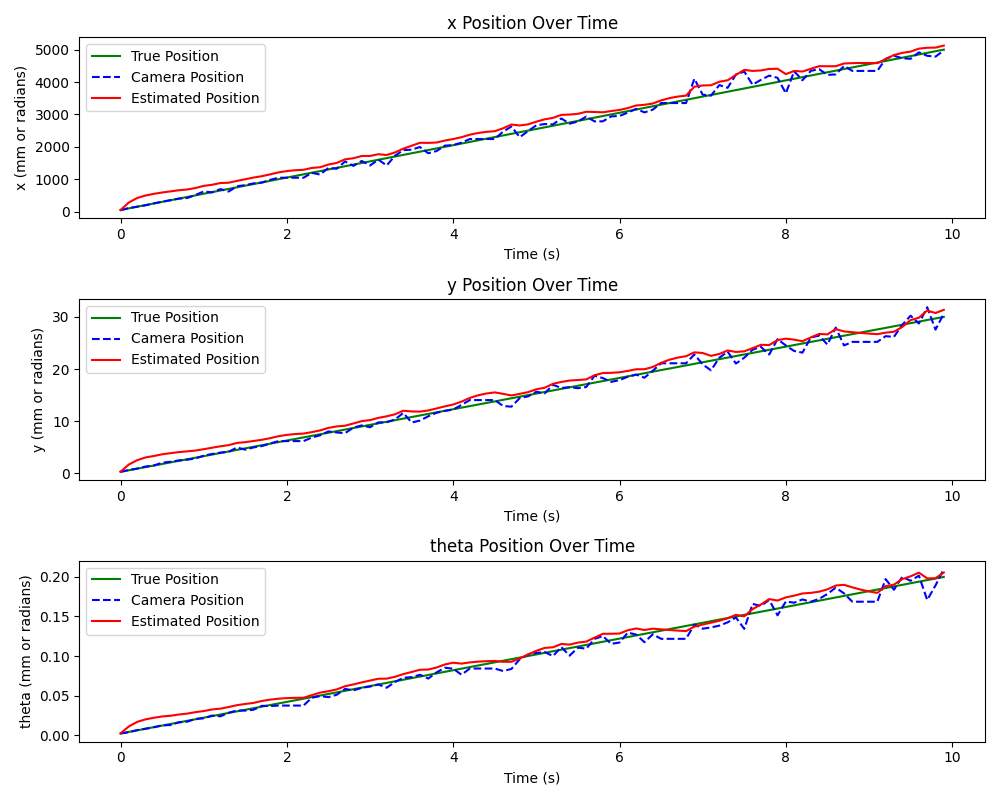 x Position Over Time
x (mm or radians)
5000
4000
3000
2000
1000
0
True Position
Camera Position
Estimated Position
0 2 4 6 8 10
Time (s)
y Position Over Time
y (mm or radians)
30
20
10
0
True Position
Camera Position
Estimated Position
0 2 4 6 8 10
Time (s)
theta Position Over Time
theta (mm or radians)
0.20
0.15
0.10
0.05
0.00
True Position
Camera Position
Estimated Position
0 2 4 6 8 10
Time (s)